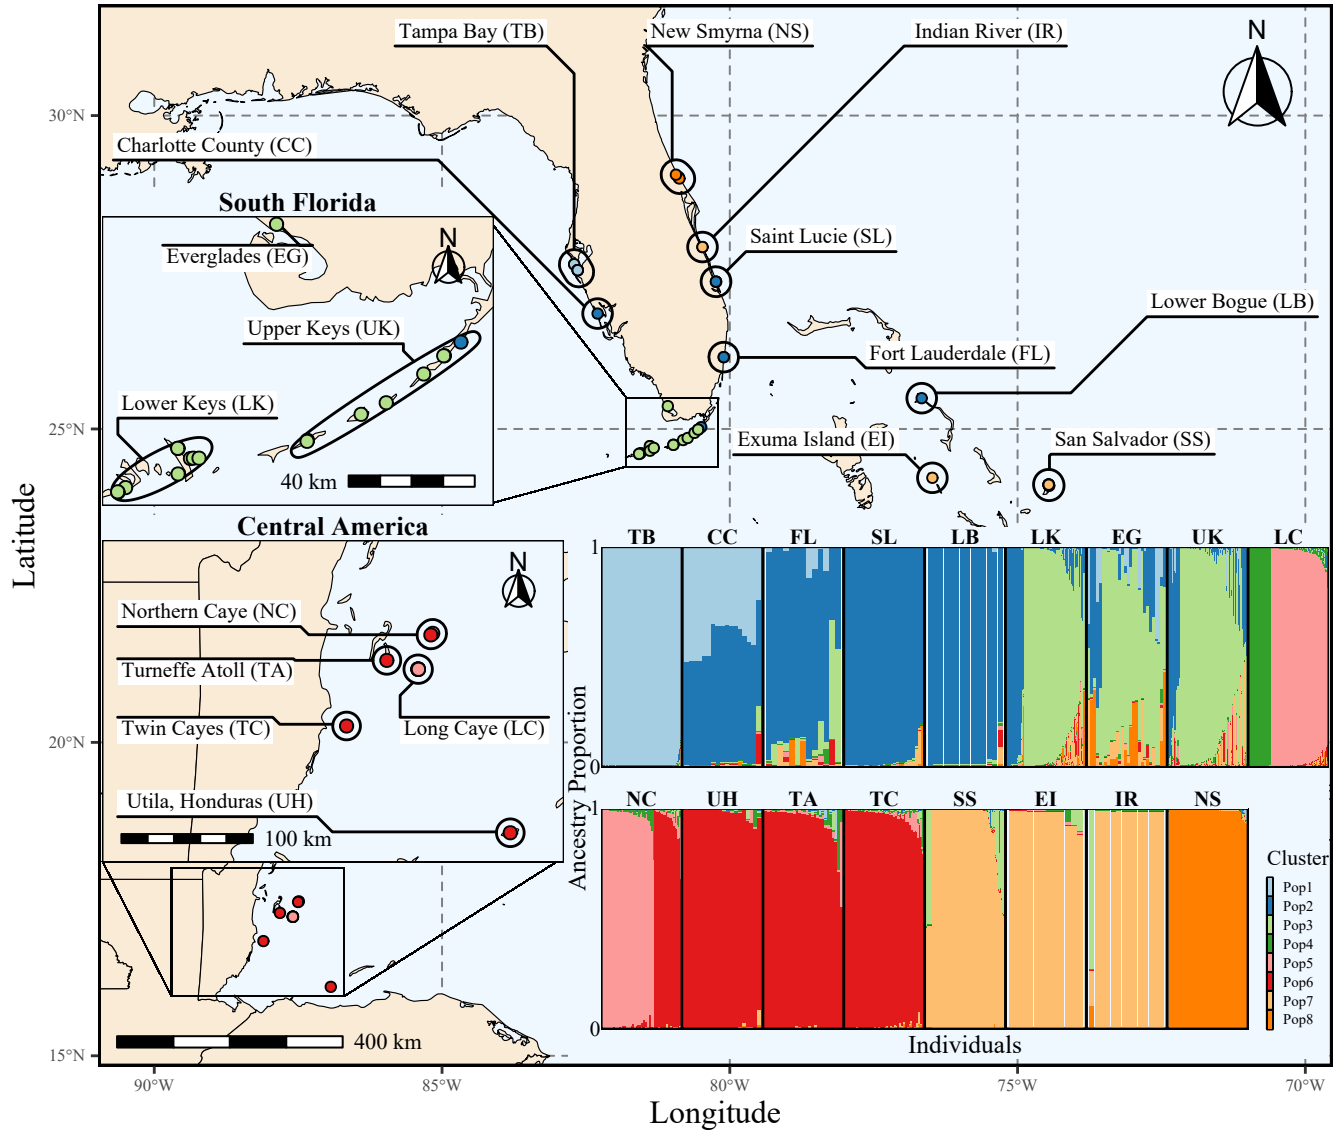 Tampa Bay (TB)
New Smyrna (NS)
Indian River (IR)
N
30°N
Charlotte County (CC)
South Florida
Everglades (EG)
N
Saint Lucie (SL)
Upper Keys (UK)
Lower Bogue (LB)
Fort Lauderdale (FL)
Lower Keys (LK)
25°N
Exuma Island (EI)
San Salvador (SS)
40 km
Latitude
Central America
N
Northern Caye (NC)
Turneffe Atoll (TA)
Twin Cayes (TC)
Long Caye (LC)
20°N
Utila, Honduras (UH)
100 km
TB CC FL SL LB LK EG UK LC
1
0
Ancestry Proportion
NC UH TA TC SS EI IR NS
1
0
Individuals
Cluster
Pop1
Pop2
Pop3
Pop4
Pop5
Pop6
Pop7
Pop8
400 km
15°N
90°W 85°W 80°W 75°W 70°W
Longitude